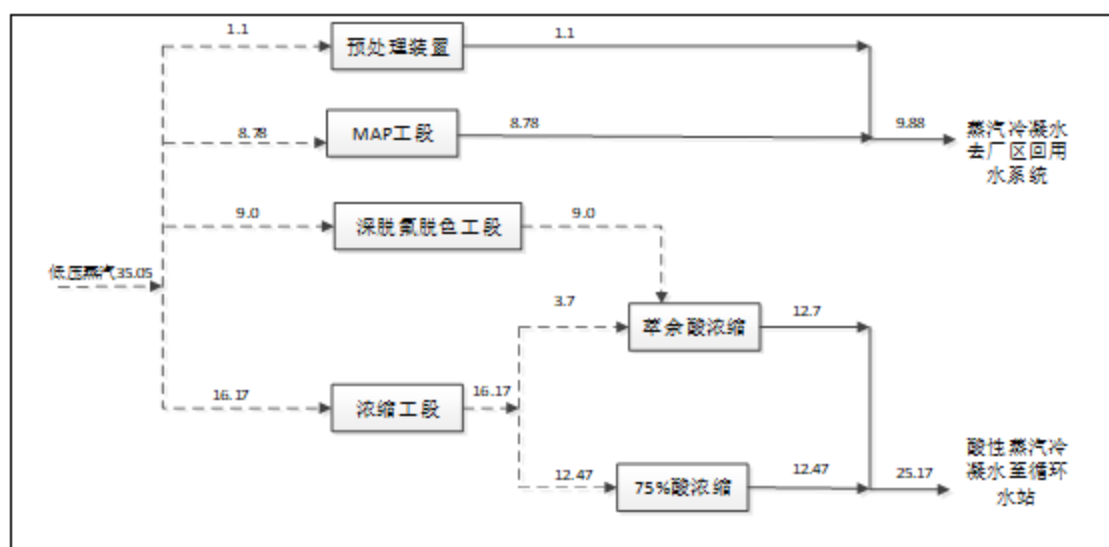 1.1
预处理装置
1.1
8.78
MAP工段
8.78
9.88
蒸汽冷凝水
去厂区回用
水系统
9.0
深脱氟脱色工段
9.0
低压蒸汽35.05
3.7
萃余酸浓缩
12.7
16.17
浓缩工段
16.17
12.47
75%酸浓缩
12.47
25.17
酸性蒸汽冷
凝水至循环
水站